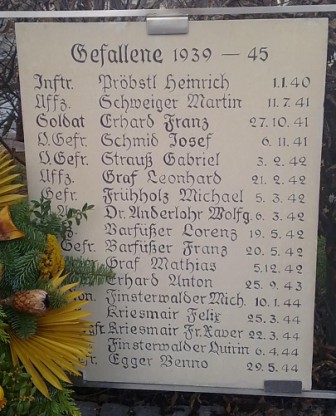 Gefallene 1939 — 45
Inftr. Pröbstl Heinrich 1.1.40
Uffz. Schweiger Martin 11.7.41
Soldat Erhard Franz 27.10.41
O.Gefr. Schmid Josef 6.11.41
O.Gefr. Strauß Gabriel 3.2.42
Uffz. Graf Leonhard 21.2.42
Gefr. Frühholz Michael 5.3.42
Dr. Anderlohr Wolfg. 6.3.42
Barfüßer Lorenz 19.5.42
Gefr. Barfüßer Franz 20.5.42
Graf Mathias 5.12.42
Erhard Anton 25.9.43
Finsterwalder Mich. 10.1.44
Kriesmair Felix 25.3.44
Kriesmair Fr. Xaver 22.3.44
Finsterwalder Quirin 6.4.44
Egger Benno 29.5.44